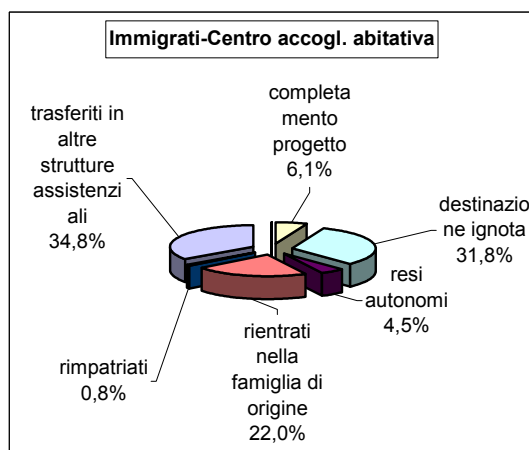 Immigrati-Centro accogl. abitativa
trasferiti in
altre
strutture
assistenzi
ali
34,8%
completa
mento
progetto
6,1%
destinazio
ne ignota
31,8%
resi
autonomi
4,5%
rientrati
nella
famiglia di
origine
22,0%
rimpatriati
0,8%